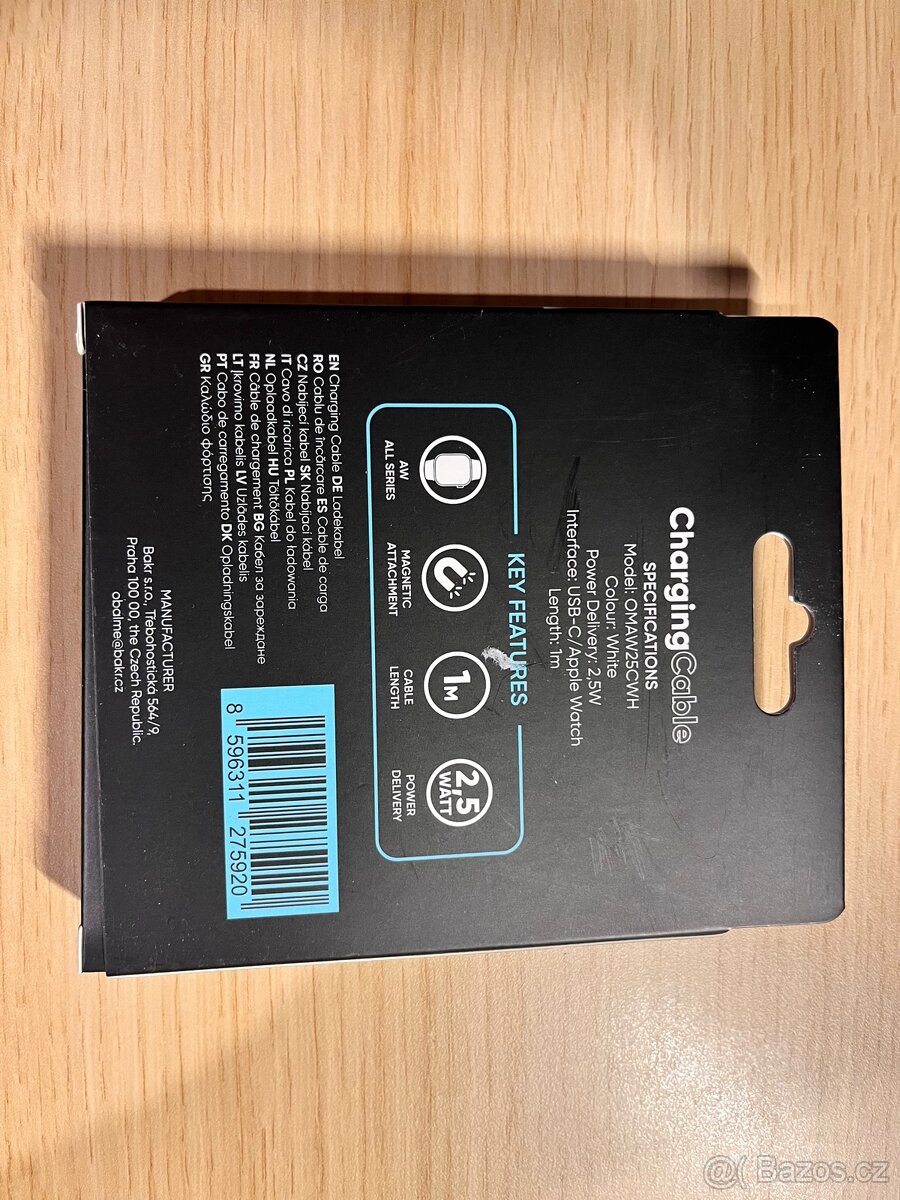 ChargingCable
SPECIFICATIONS
Model: OMAW25CWH
Colour: White
Power Delivery: 2,5W
Interface: USB-C/Apple Watch
Length: 1m
KEY FEATURES
AW
ALL SERIES
MAGNETIC
ATTACHMENT
1M
CABLE
LENGTH
2,5
WATT
POWER
DELIVERY
EN Charging Cable DE Ladekabel
RO Cablu de încărcare ES Cable de carga
CZ Nabíjecí kabel SK Nabíjací kábel
IT Cavo di ricarica PL Kabel do ładowania
NL Oplaadkabel HU Töltőkábel
FR Câble de chargement BG Кабел за зареждане
LT Įkrovimo kabelis LV Uzlādes kabelis
PT Cabo de carregamento DK Opladningskabel
GR Καλώδιο φόρτισης
8 596311 275920
MANUFACTURER
Bakr s.r.o., Třebohostická 564/9,
Praha 100 00, the Czech Republic.
obalme@bakr.cz
@( Bazos.cz